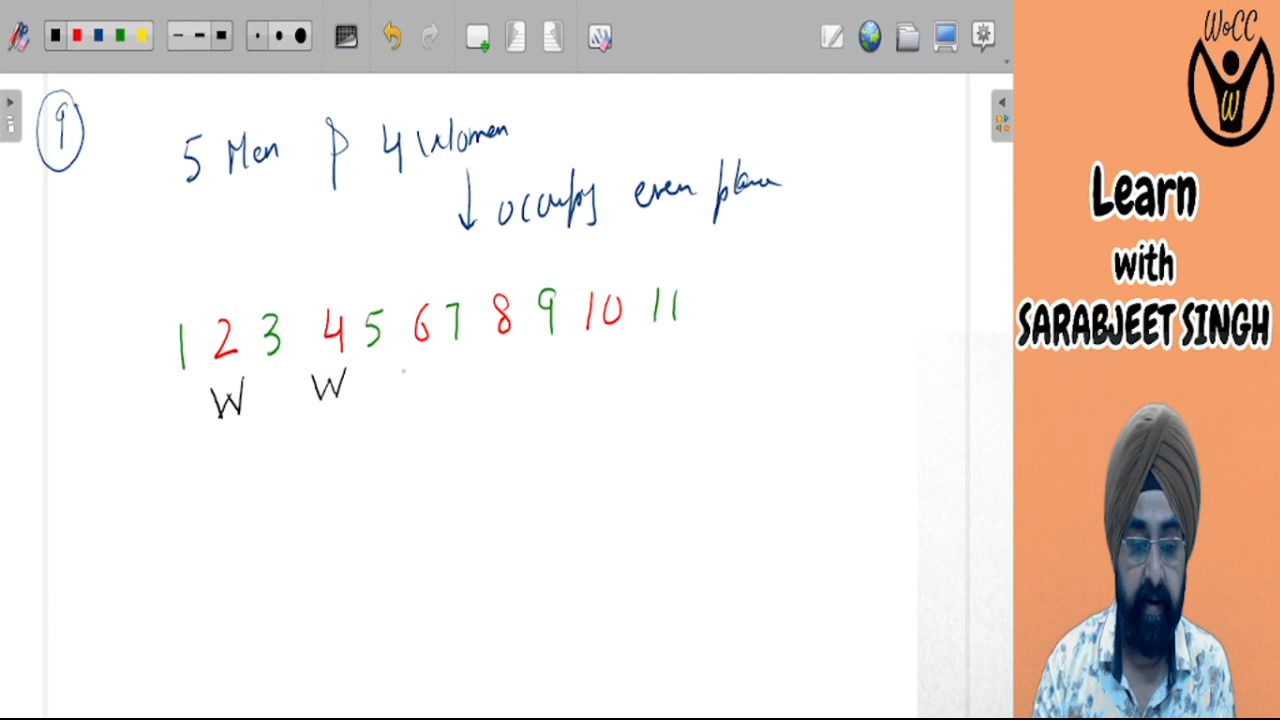 9
5 Men & 4 Women
occupy even place
1 2 3 4 5 6 7 8 9 10 11
W W
WoCC
W
Learn
with
SARABJEET SINGH